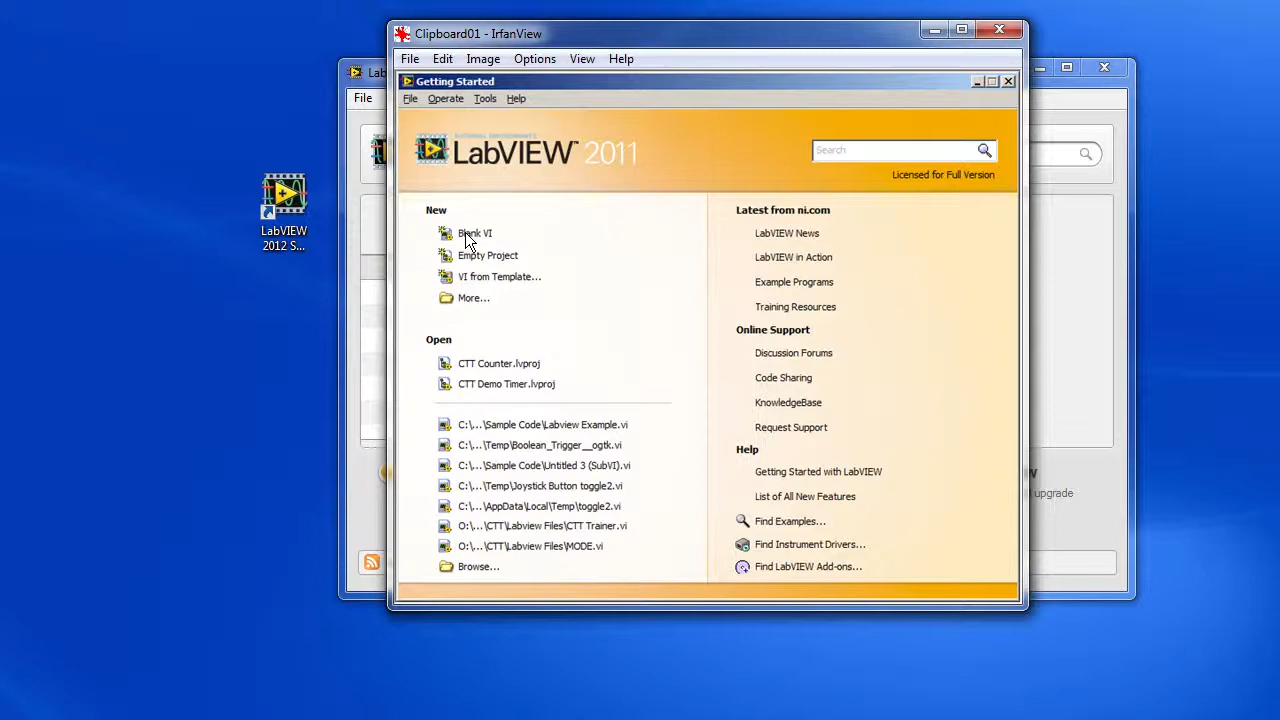 Clipboard01 - IrfanView
File Edit Image Options View Help
Lab
File
Getting Started
File Operate Tools Help
NATIONAL INSTRUMENTS
LabVIEW™ 2011
Search
Licensed for Full Version
LabVIEW
2012 S...
New
Blank VI
Empty Project
VI from Template...
More...
Open
CTT Counter.lvproj
CTT Demo Timer.lvproj
C:\...\Sample Code\Labview Example.vi
C:\...\Temp\Boolean_Trigger__ogtk.vi
C:\...\Sample Code\Untitled 3 (SubVI).vi
C:\...\Temp\Joystick Button toggle2.vi
C:\...\AppData\Local\Temp\toggle2.vi
O:\...\CTT\Labview Files\CTT Trainer.vi
O:\...\CTT\Labview Files\MODE.vi
Browse...
Latest from ni.com
LabVIEW News
LabVIEW in Action
Example Programs
Training Resources
Online Support
Discussion Forums
Code Sharing
KnowledgeBase
Request Support
Help
Getting Started with LabVIEW
List of All New Features
Find Examples...
Find Instrument Drivers...
Find LabVIEW Add-ons...
upgrade